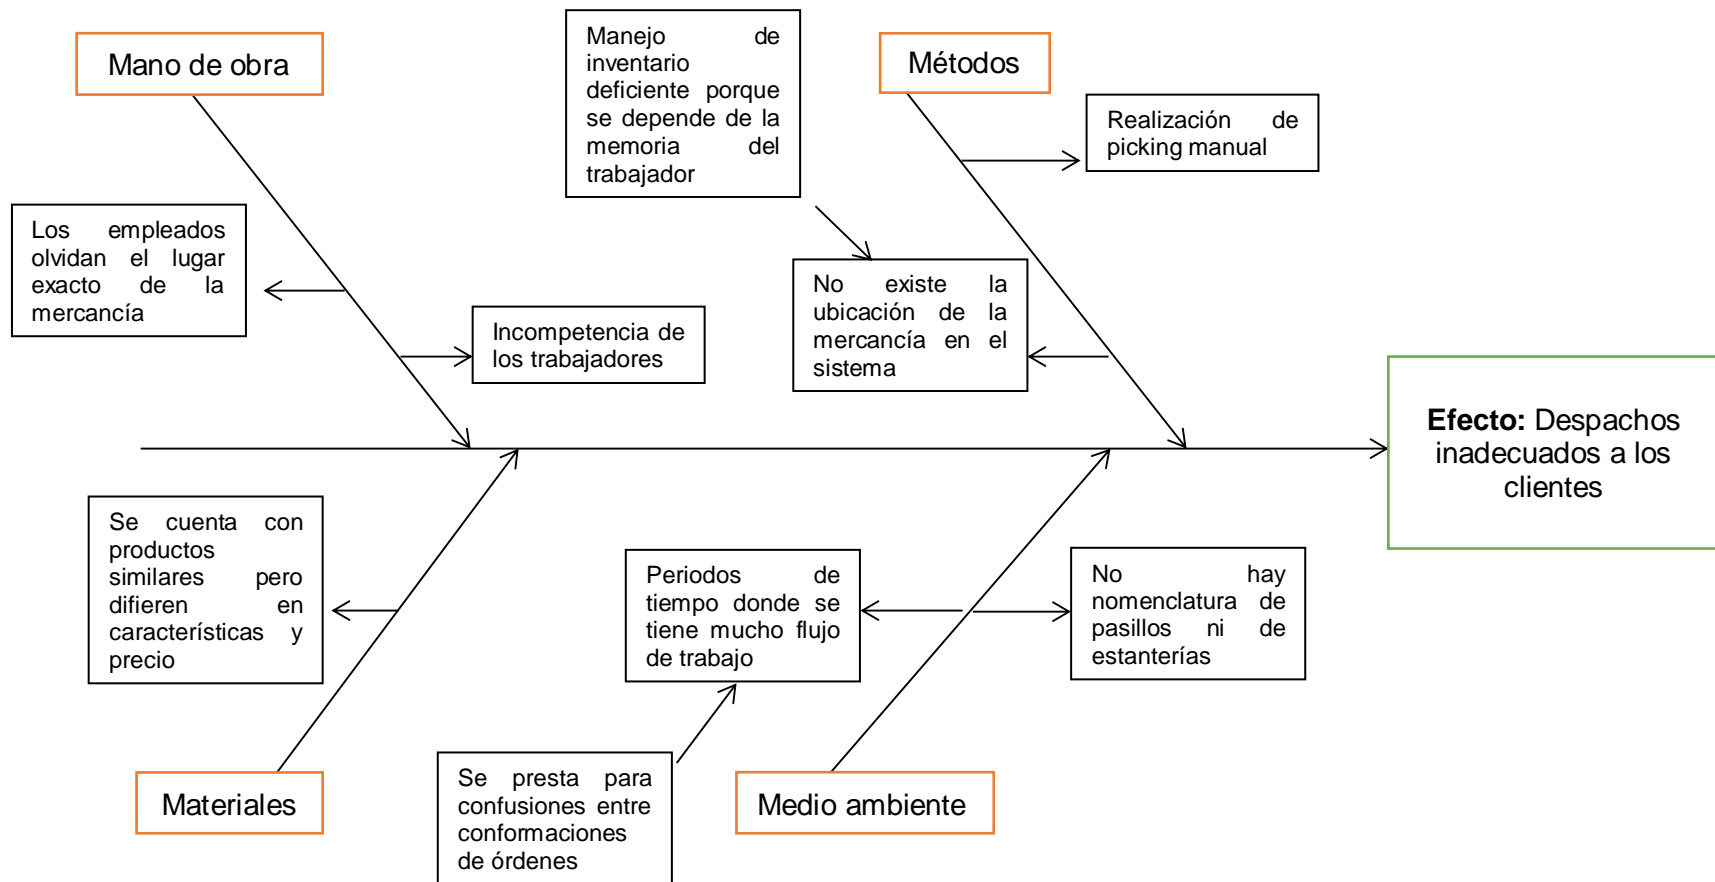 Mano de obra
Manejo de
inventario
deficiente porque
se depende de la
memoria del
trabajador
Métodos
Realización de
picking manual
Los empleados
olvidan el lugar
exacto de la
mercancía
No existe la
ubicación de la
mercancía en el
sistema
Incompetencia de
los trabajadores
Efecto: Despachos
inadecuados a los
clientes
Se cuenta con
productos
similares pero
difieren en
características y
precio
Periodos de
tiempo donde se
tiene mucho flujo
de trabajo
No hay
nomenclatura de
pasillos ni de
estanterías
Materiales
Se presta para
confusiones entre
conformaciones
de órdenes
Medio ambiente